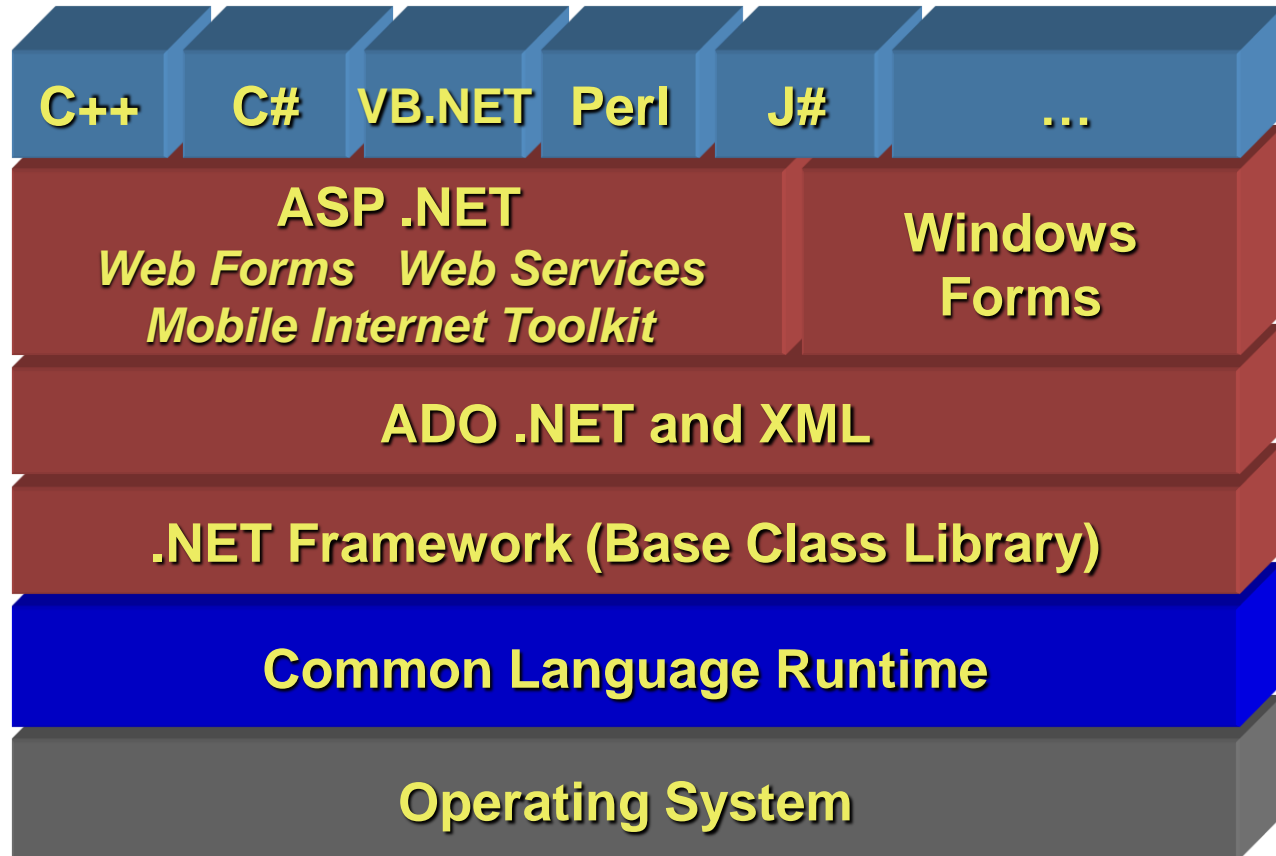 C++ C# VB.NET Perl J# …
ASP .NET
Web Forms Web Services
Mobile Internet Toolkit
Windows
Forms
ADO .NET and XML
.NET Framework (Base Class Library)
Common Language Runtime
Operating System